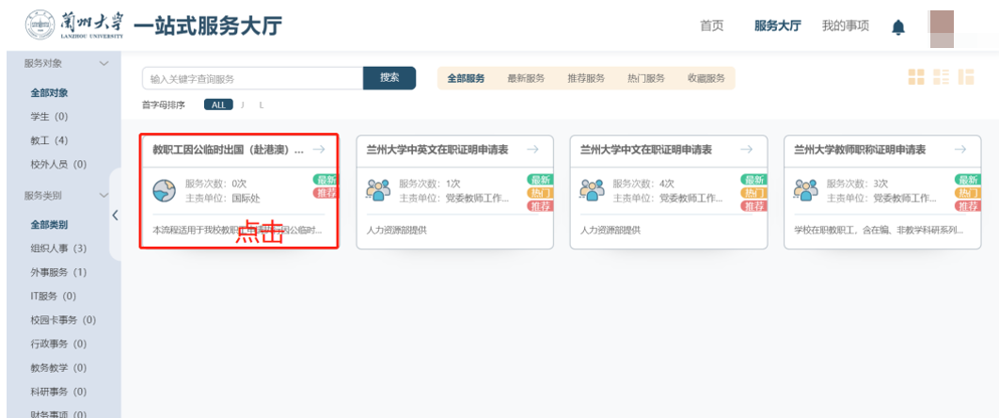 兰州大学 一站式服务大厅
LANZHOU UNIVERSITY
首页 服务大厅 我的事项
服务对象
全部对象
学生 (0)
教工 (4)
校外人员 (0)
服务类别
全部类别
组织人事 (3)
外事服务 (1)
IT服务 (0)
校园卡事务 (0)
行政事务 (0)
教务教学 (0)
科研事务 (0)
财务事项 (0)
输入关键字查询服务 搜索 全部服务 最新服务 推荐服务 热门服务 收藏服务
首字母排序 ALL J L
教职工因公临时出国（赴港澳）...
服务次数：0次
主责单位：国际处
最新
推荐
本流程适用于我校教职工申请执行因公临时...
点击
兰州大学中英文在职证明申请表
服务次数：1次
主责单位：党委教师工作...
最新
热门
推荐
人力资源部提供
兰州大学中文在职证明申请表
服务次数：4次
主责单位：党委教师工作...
最新
热门
推荐
人力资源部提供
兰州大学教师职称证明申请表
服务次数：3次
主责单位：党委教师工作...
最新
热门
推荐
学校在职教职工，含在编、非教学科研系列...